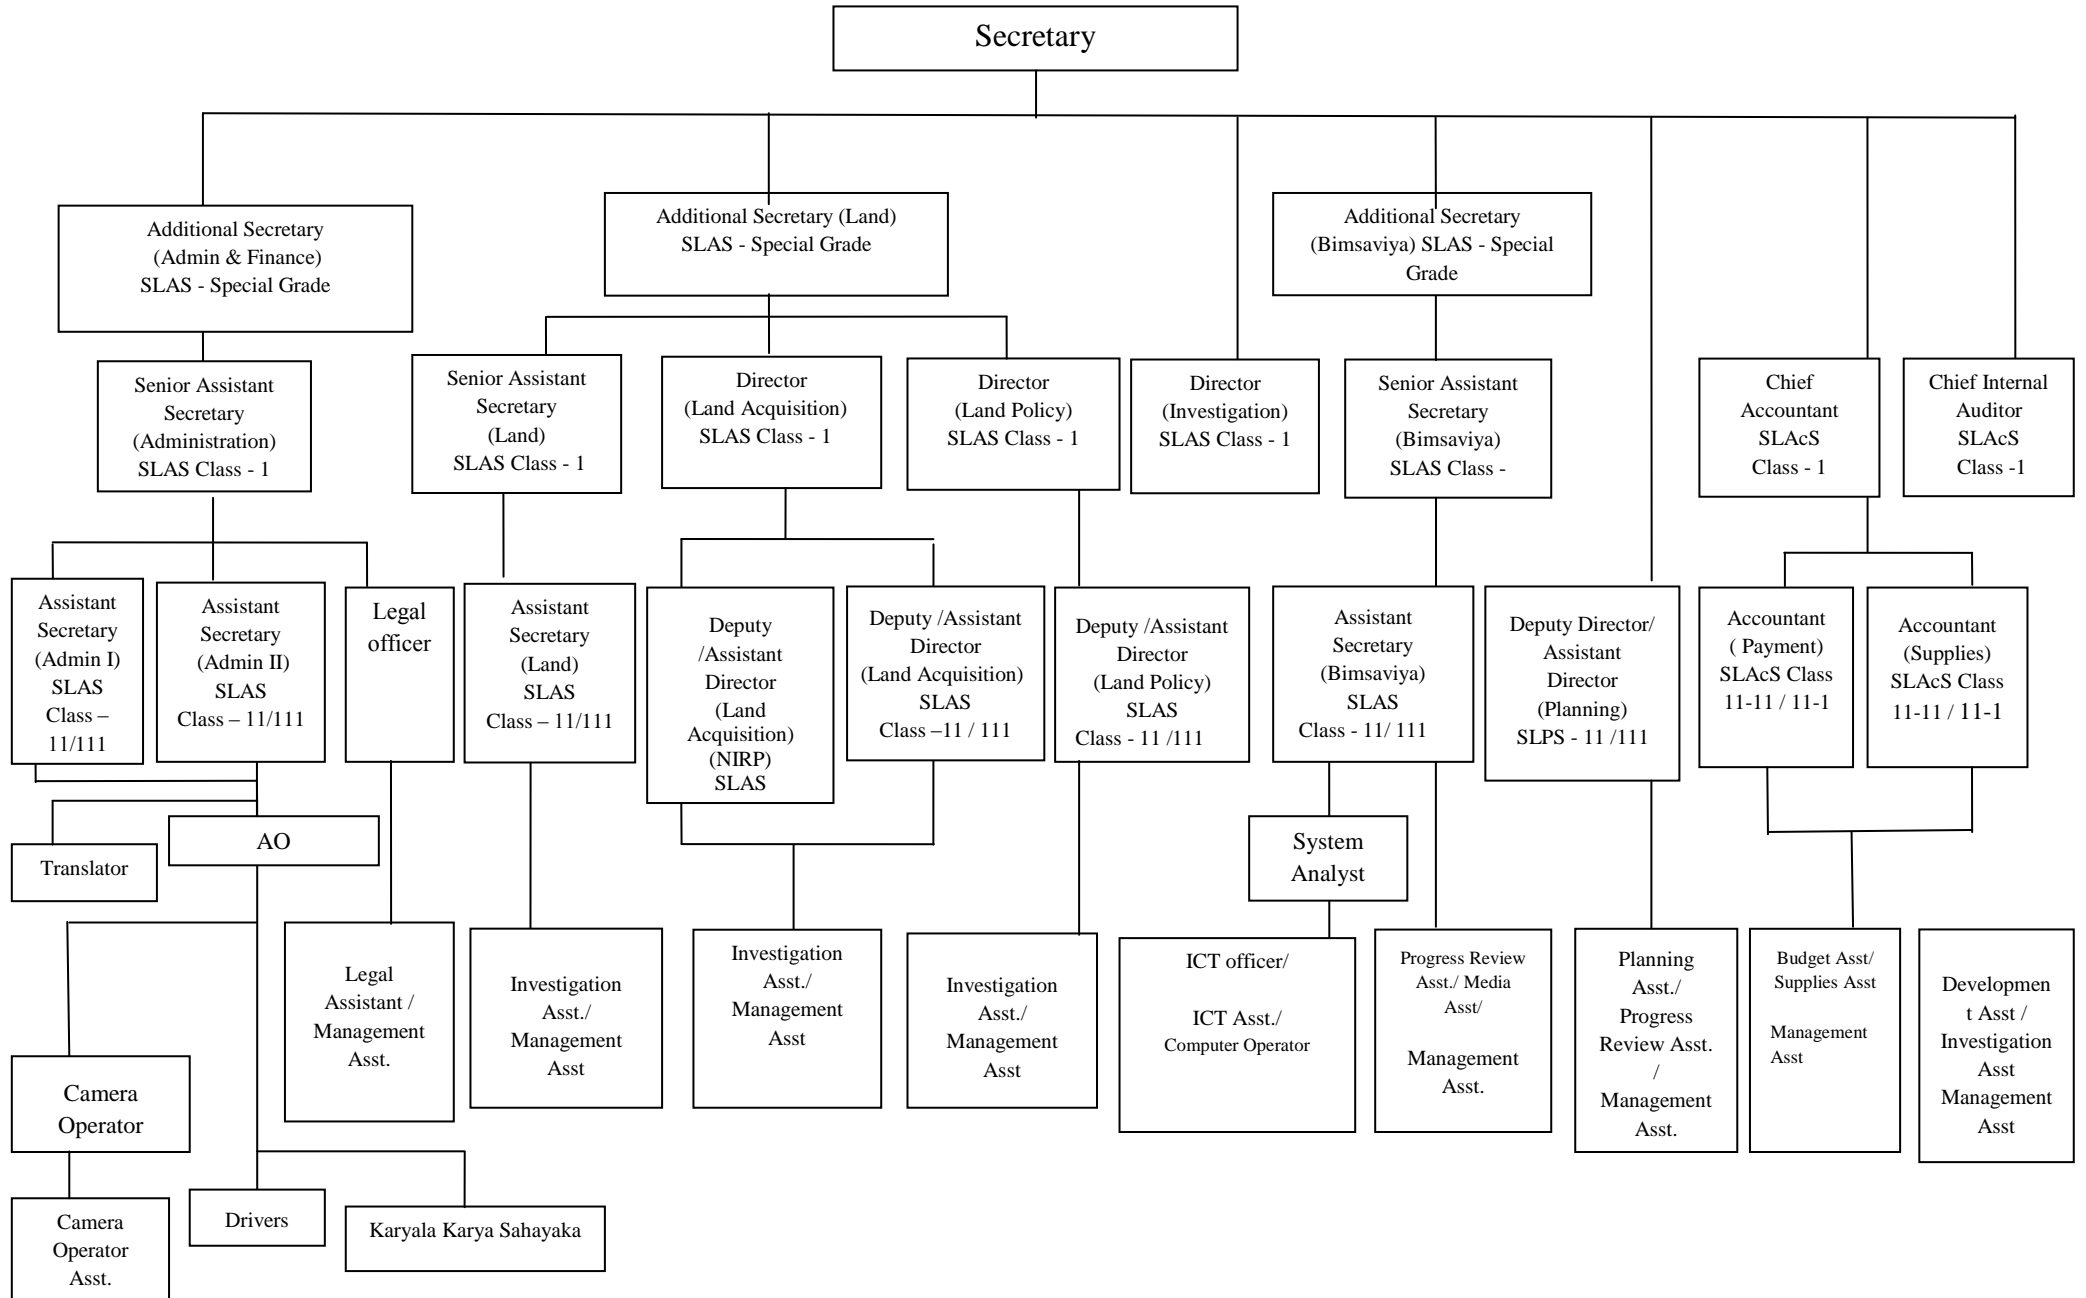 Secretary
Additional Secretary
(Admin & Finance)
SLAS - Special Grade
Additional Secretary (Land)
SLAS - Special Grade
Additional Secretary
(Bimsaviya) SLAS - Special
Grade
Senior Assistant
Secretary
(Administration)
SLAS Class - 1
Senior Assistant
Secretary
(Land)
SLAS Class - 1
Director
(Land Acquisition)
SLAS Class - 1
Director
(Land Policy)
SLAS Class - 1
Director
(Investigation)
SLAS Class - 1
Senior Assistant
Secretary
(Bimsaviya)
SLAS Class -
Chief
Accountant
SLAcS
Class - 1
Chief Internal
Auditor
SLAcS
Class -1
Assistant
Secretary
(Admin I)
SLAS
Class –
11/111
Assistant
Secretary
(Admin II)
SLAS
Class – 11/111
Legal
officer
Assistant
Secretary
(Land)
SLAS
Class – 11/111
Deputy
/Assistant
Director
(Land
Acquisition)
(NIRP)
SLAS
Deputy /Assistant
Director
(Land Acquisition)
SLAS
Class –11 / 111
Deputy /Assistant
Director
(Land Policy)
SLAS
Class - 11 /111
Assistant
Secretary
(Bimsaviya)
SLAS
Class - 11/ 111
Deputy Director/
Assistant
Director
(Planning)
SLPS - 11 /111
Accountant
( Payment)
SLAcS Class
11-11 / 11-1
Accountant
(Supplies)
SLAcS Class
11-11 / 11-1
Translator
AO
System
Analyst
Legal
Assistant /
Management
Asst.
Investigation
Asst./
Management
Asst
Investigation
Asst./
Management
Asst
Investigation
Asst./
Management
Asst
ICT officer/
ICT Asst./
Computer Operator
Progress Review
Asst./ Media
Asst/
Management
Asst.
Planning
Asst./
Progress
Review Asst.
/
Management
Asst.
Budget Asst/
Supplies Asst
Management
Asst
Developmen
t Asst /
Investigation
Asst
Management
Asst
Camera
Operator
Camera
Operator
Asst.
Drivers
Karyala Karya Sahayaka